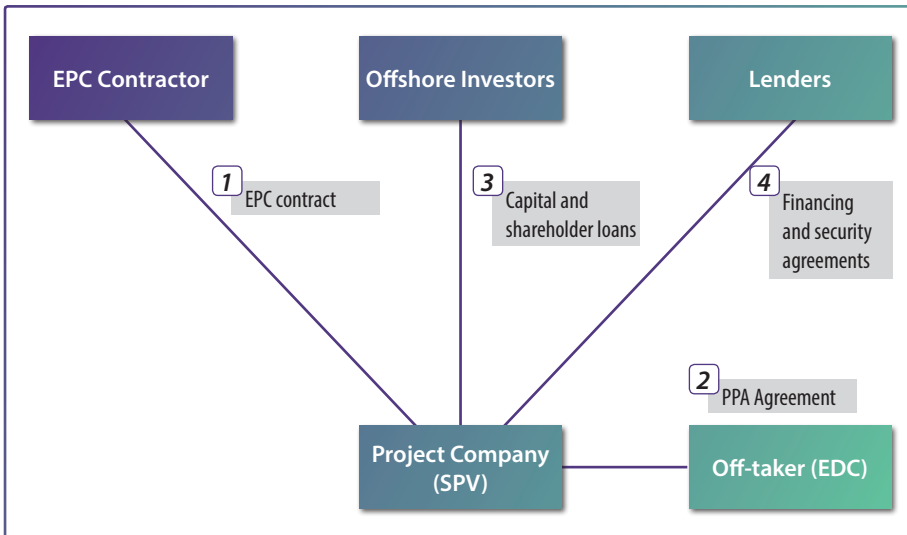 EPC Contractor
Offshore Investors
Lenders
1
EPC contract
3
Capital and
shareholder loans
4
Financing
and security
agreements
2
PPA Agreement
Project Company
(SPV)
Off-taker (EDC)